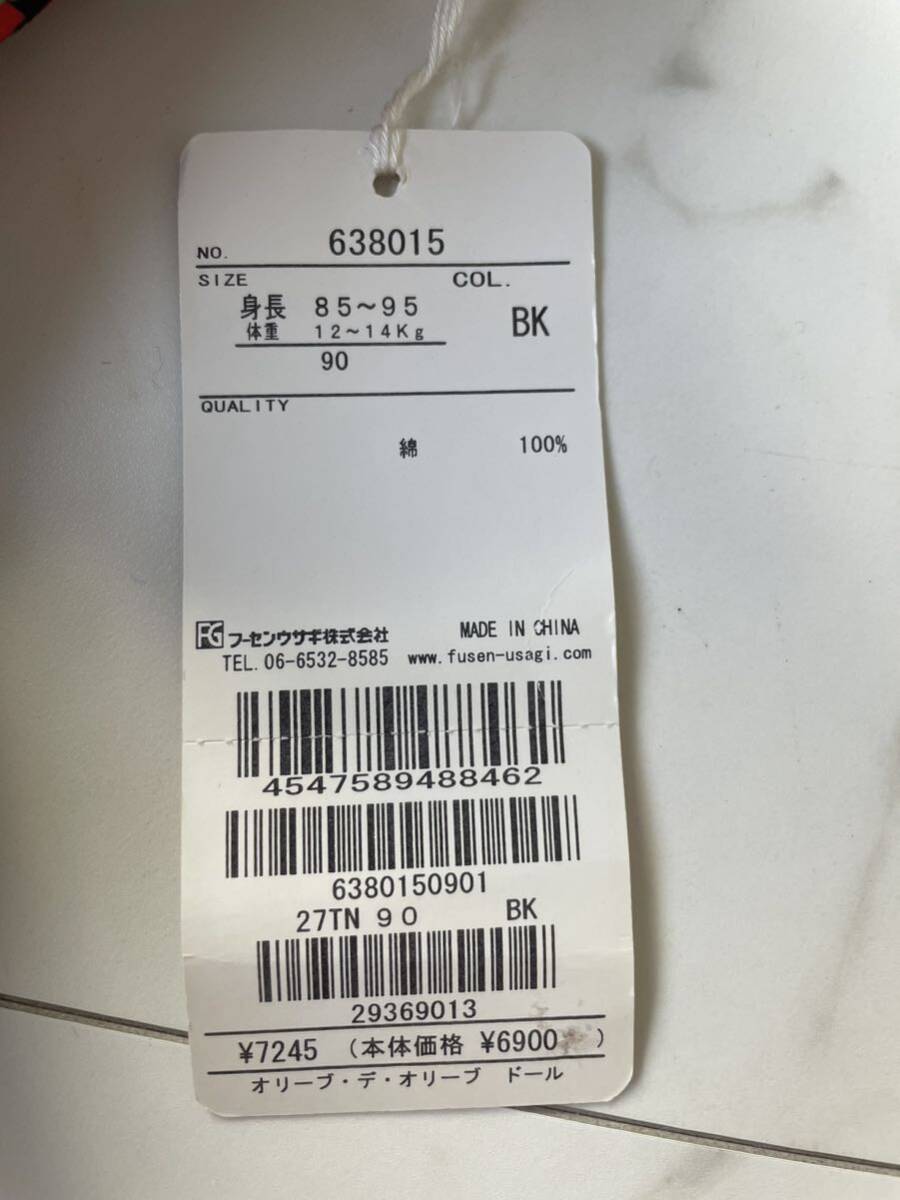 NO. 638015
SIZE COL.
身長 85～95
体重 12～14Kg BK
90
QUALITY
綿 100%
FG フーセンウサギ株式会社 MADE IN CHINA
TEL. 06-6532-8585 www.fusen-usagi.com
4547589488462
6380150901
27TN 90 BK
29369013
¥7245 (本体価格 ¥6900 )
オリーブ・デ・オリーブ ドール